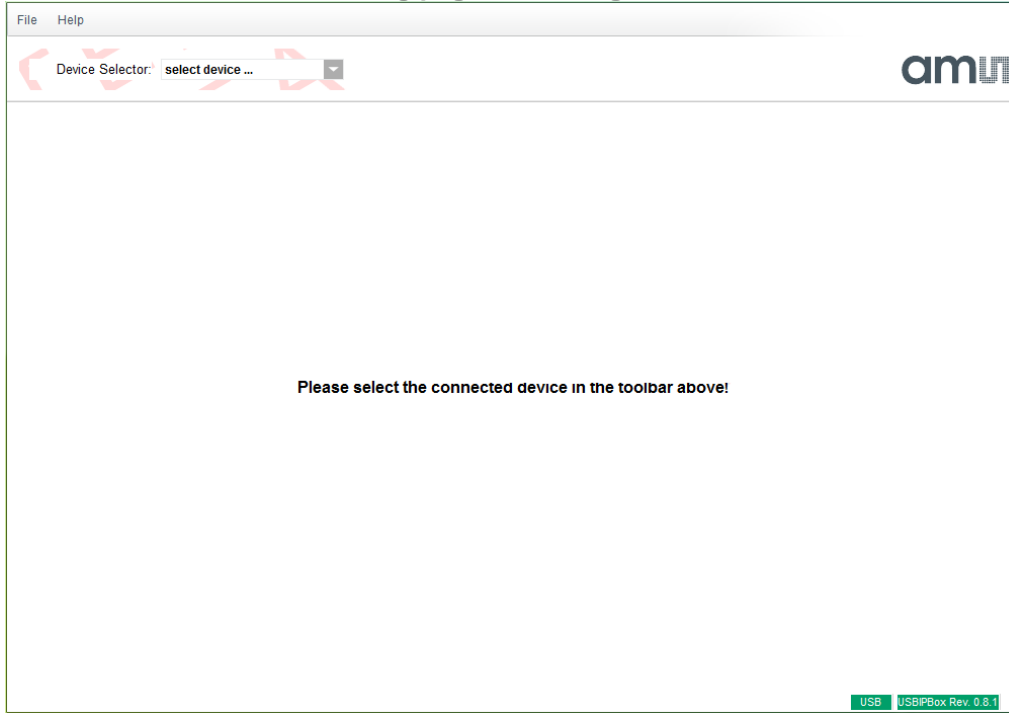 File Help
Device Selector: select device ...
am
Please select the connected device in the toolbar above!
USB USBIPBox Rev. 0.8.1